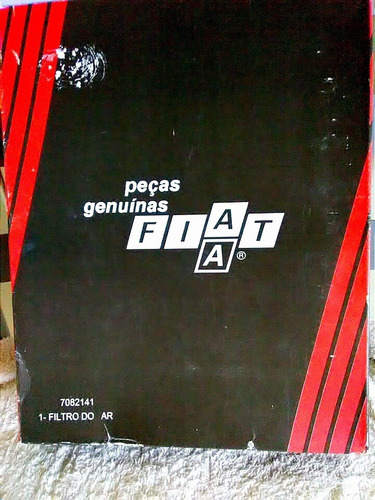 peças
genuínas
FIAT
A®
7082141
1- FILTRO DO AR